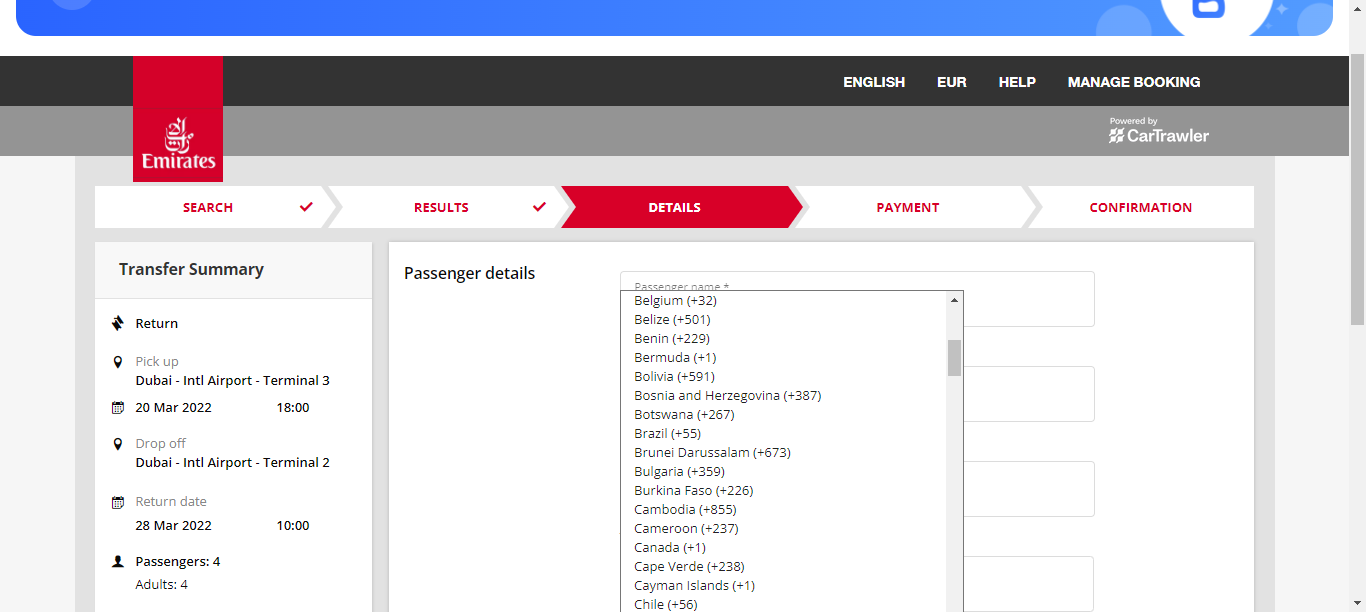 ENGLISH EUR HELP MANAGE BOOKING
Powered by
CarTrawler
Emirates
SEARCH RESULTS DETAILS PAYMENT CONFIRMATION
Transfer Summary
Return
Pick up
Dubai - Intl Airport - Terminal 3
20 Mar 2022 18:00
Drop off
Dubai - Intl Airport - Terminal 2
Return date
28 Mar 2022 10:00
Passengers: 4
Adults: 4
Passenger details
Passenger name *
Belgium (+32)
Belize (+501)
Benin (+229)
Bermuda (+1)
Bolivia (+591)
Bosnia and Herzegovina (+387)
Botswana (+267)
Brazil (+55)
Brunei Darussalam (+673)
Bulgaria (+359)
Burkina Faso (+226)
Cambodia (+855)
Cameroon (+237)
Canada (+1)
Cape Verde (+238)
Cayman Islands (+1)
Chile (+56)